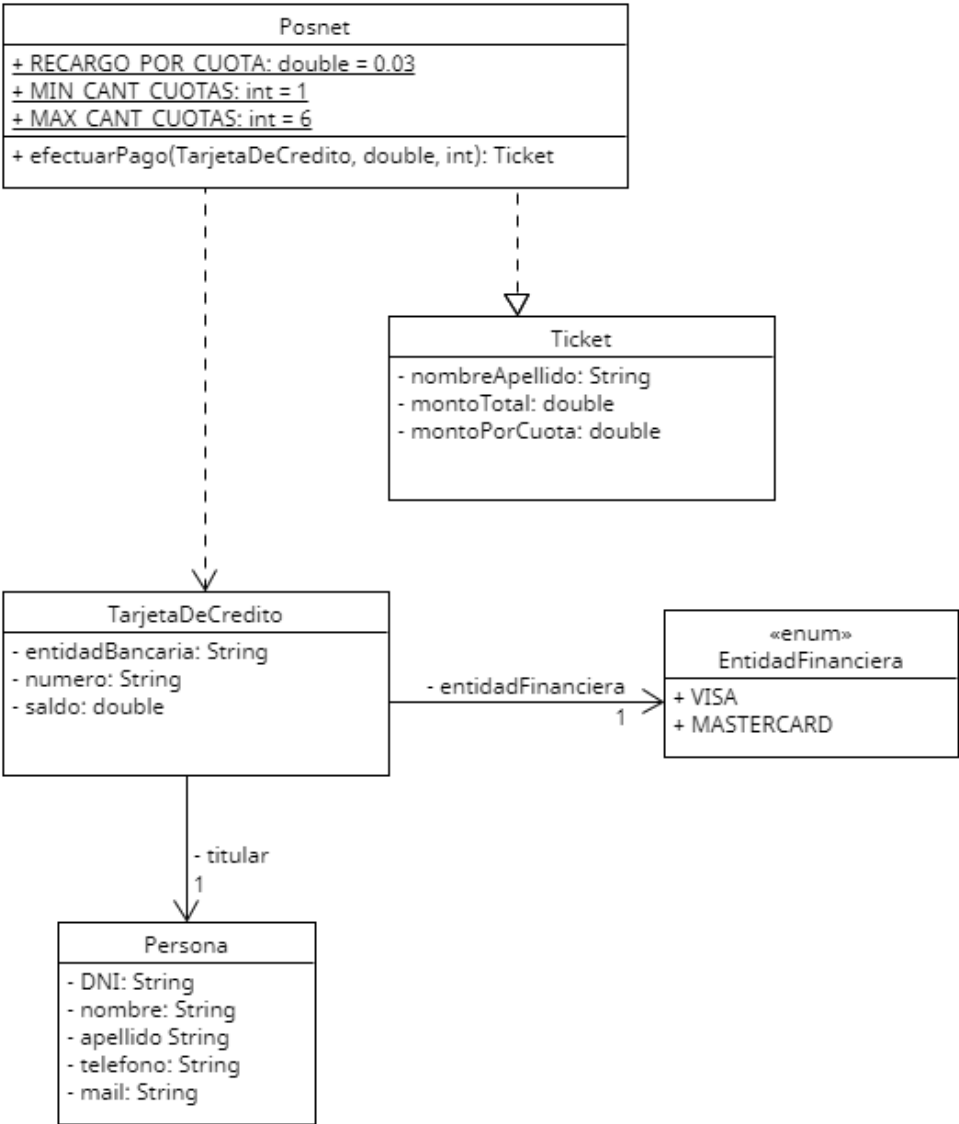 Posnet
+ RECARGO_POR_CUOTA: double = 0.03
+ MIN_CANT_CUOTAS: int = 1
+ MAX_CANT_CUOTAS: int = 6
+ efectuarPago(TarjetaDeCredito, double, int): Ticket
Ticket
- nombreApellido: String
- montoTotal: double
- montoPorCuota: double
TarjetaDeCredito
- entidadBancaria: String
- numero: String
- saldo: double
- entidadFinanciera
1
«enum»
EntidadFinanciera
+ VISA
+ MASTERCARD
- titular
1
Persona
- DNI: String
- nombre: String
- apellido String
- telefono: String
- mail: String